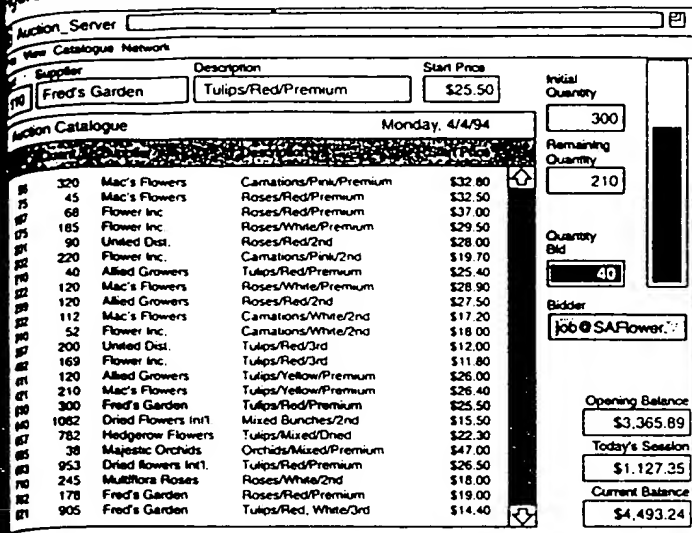 Auction_Server
View Catalogue Network
Supplier Description Start Price
Fred's Garden Tulips/Red/Premium $25.50
Initial Quantity
300
Auction Catalogue Monday, 4/4/94
Remaining Quantity
210
320 Mac's Flowers Carnations/Pink/Premium $32.80
45 Mac's Flowers Roses/Red/Premium $32.50
68 Flower Inc. Roses/Red/Premium $37.00
185 Flower Inc. Roses/White/Premium $29.50
90 United Dist. Roses/Red/2nd $28.00
220 Flower Inc. Carnations/Pink/2nd $19.70
40 Allied Growers Tulips/Red/Premium $25.40
120 Mac's Flowers Roses/White/Premium $28.90
120 Allied Growers Roses/Red/2nd $27.50
112 Mac's Flowers Carnations/White/2nd $17.20
52 Flower Inc. Carnations/White/2nd $18.00
200 United Dist. Tulips/Red/3rd $12.00
169 Flower Inc. Tulips/Red/3rd $11.80
120 Allied Growers Tulips/Yellow/Premium $26.00
210 Mac's Flowers Tulips/Yellow/Premium $26.40
300 Fred's Garden Tulips/Red/Premium $25.50
1082 Dried Flowers Int'l. Mixed Bunches/2nd $15.50
782 Hedgerow Flowers Tulips/Mixed/Dried $22.30
38 Majestic Orchids Orchids/Mixed/Premium $47.00
953 Dried flowers Int'l. Tulips/Red/Premium $26.50
245 Multiflora Roses Roses/White/2nd $18.00
178 Fred's Garden Roses/Red/Premium $19.00
905 Fred's Garden Tulips/Red, White/3rd $14.40
Quantity Bid
40
Bidder
job@SAFlower.
Opening Balance
$3,365.89
Today's Session
$1.127.35
Current Balance
$4,493.24